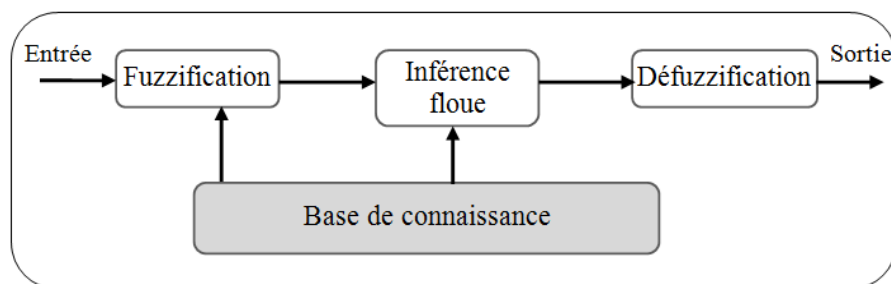 Entrée
Fuzzification
Inférence
floue
Défuzzification
Sortie
Base de connaissance